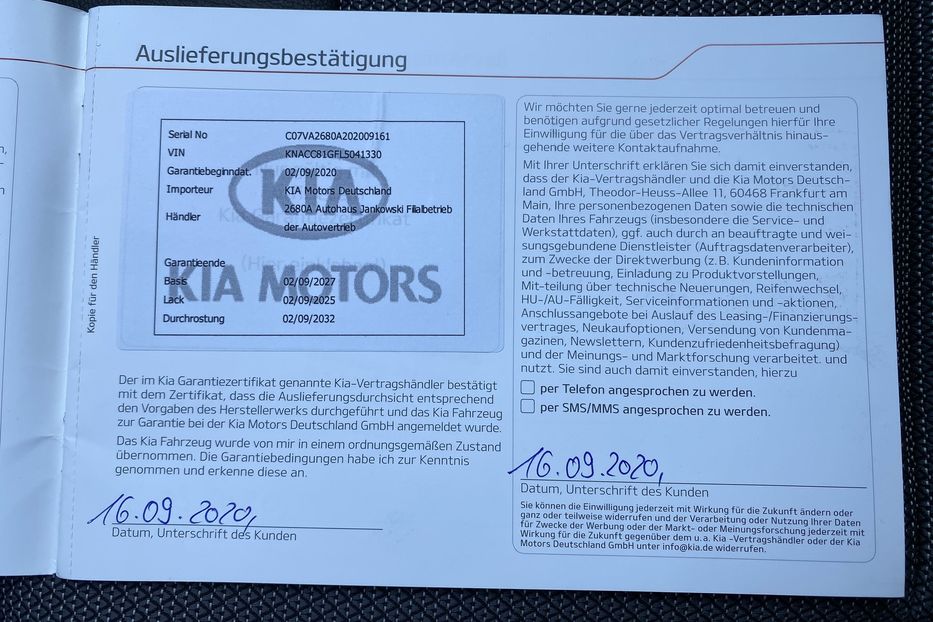 Auslieferungsbestätigung
Serial No C07VA2680A202009161
VIN KNACC81GFL5041330
Garantiebeginndat. 02/09/2020
Importeur KIA Motors Deutschland
Händler 2680A Autohaus Jankowski Filialbetrieb
der Autovertrieb
Garantieende
Basis 02/09/2027
Lack 02/09/2025
Durchrostung 02/09/2032
KIA
KIA MOTORS
Kopie für den Händler
Der im Kia Garantiezertifikat genannte Kia-Vertragshändler bestätigt
mit dem Zertifikat, dass die Auslieferungsdurchsicht entsprechend
den Vorgaben des Herstellerwerks durchgeführt und das Kia Fahrzeug
zur Garantie bei der Kia Motors Deutschland GmbH angemeldet wurde.
Das Kia Fahrzeug wurde von mir in einem ordnungsgemäßen Zustand
übernommen. Die Garantiebedingungen habe ich zur Kenntnis
genommen und erkenne diese an.
16.09.2020,
Datum, Unterschrift des Kunden
Wir möchten Sie gerne jederzeit optimal betreuen und
benötigen aufgrund gesetzlicher Regelungen hierfür Ihre
Einwilligung für die über das Vertragsverhältnis hinaus-
gehende weitere Kontaktaufnahme.
Mit Ihrer Unterschrift erklären Sie sich damit einverstanden,
dass der Kia-Vertragshändler und die Kia Motors Deutsch-
land GmbH, Theodor-Heuss-Allee 11, 60468 Frankfurt am
Main, Ihre personenbezogenen Daten sowie die technischen
Daten Ihres Fahrzeugs (insbesondere die Service- und
Werkstattdaten), ggf. auch durch an beauftragte und wei-
sungsgebundene Dienstleister (Auftragsdatenverarbeiter),
zum Zwecke der Direktwerbung (z.B. Kundeninformation
und -betreuung, Einladung zu Produktvorstellungen,
Mit-teilung über technische Neuerungen, Reifenwechsel,
HU-/AU-Fälligkeit, Serviceinformationen und -aktionen,
Anschlussangebote bei Auslauf des Leasing-/Finanzierungs-
vertrages, Neukaufoptionen, Versendung von Kundenma-
gazinen, Newslettern, Kundenzufriedenheitsbefragung)
und der Meinungs- und Marktforschung verarbeitet. und
nutzt. Sie sind auch damit einverstanden, hierzu
per Telefon angesprochen zu werden.
per SMS/MMS angesprochen zu werden.
16.09.2020,
Datum, Unterschrift des Kunden
Sie können die Einwilligung jederzeit mit Wirkung für die Zukunft ändern oder
ganz oder teilweise widerrufen und der Verarbeitung oder Nutzung Ihrer Daten
für Zwecke der Werbung oder der Markt- oder Meinungsforschung jederzeit mit
Wirkung für die Zukunft gegenüber dem u.a. Kia -Vertragshändler oder der Kia
Motors Deutschland GmbH unter info@kia.de widerrufen.